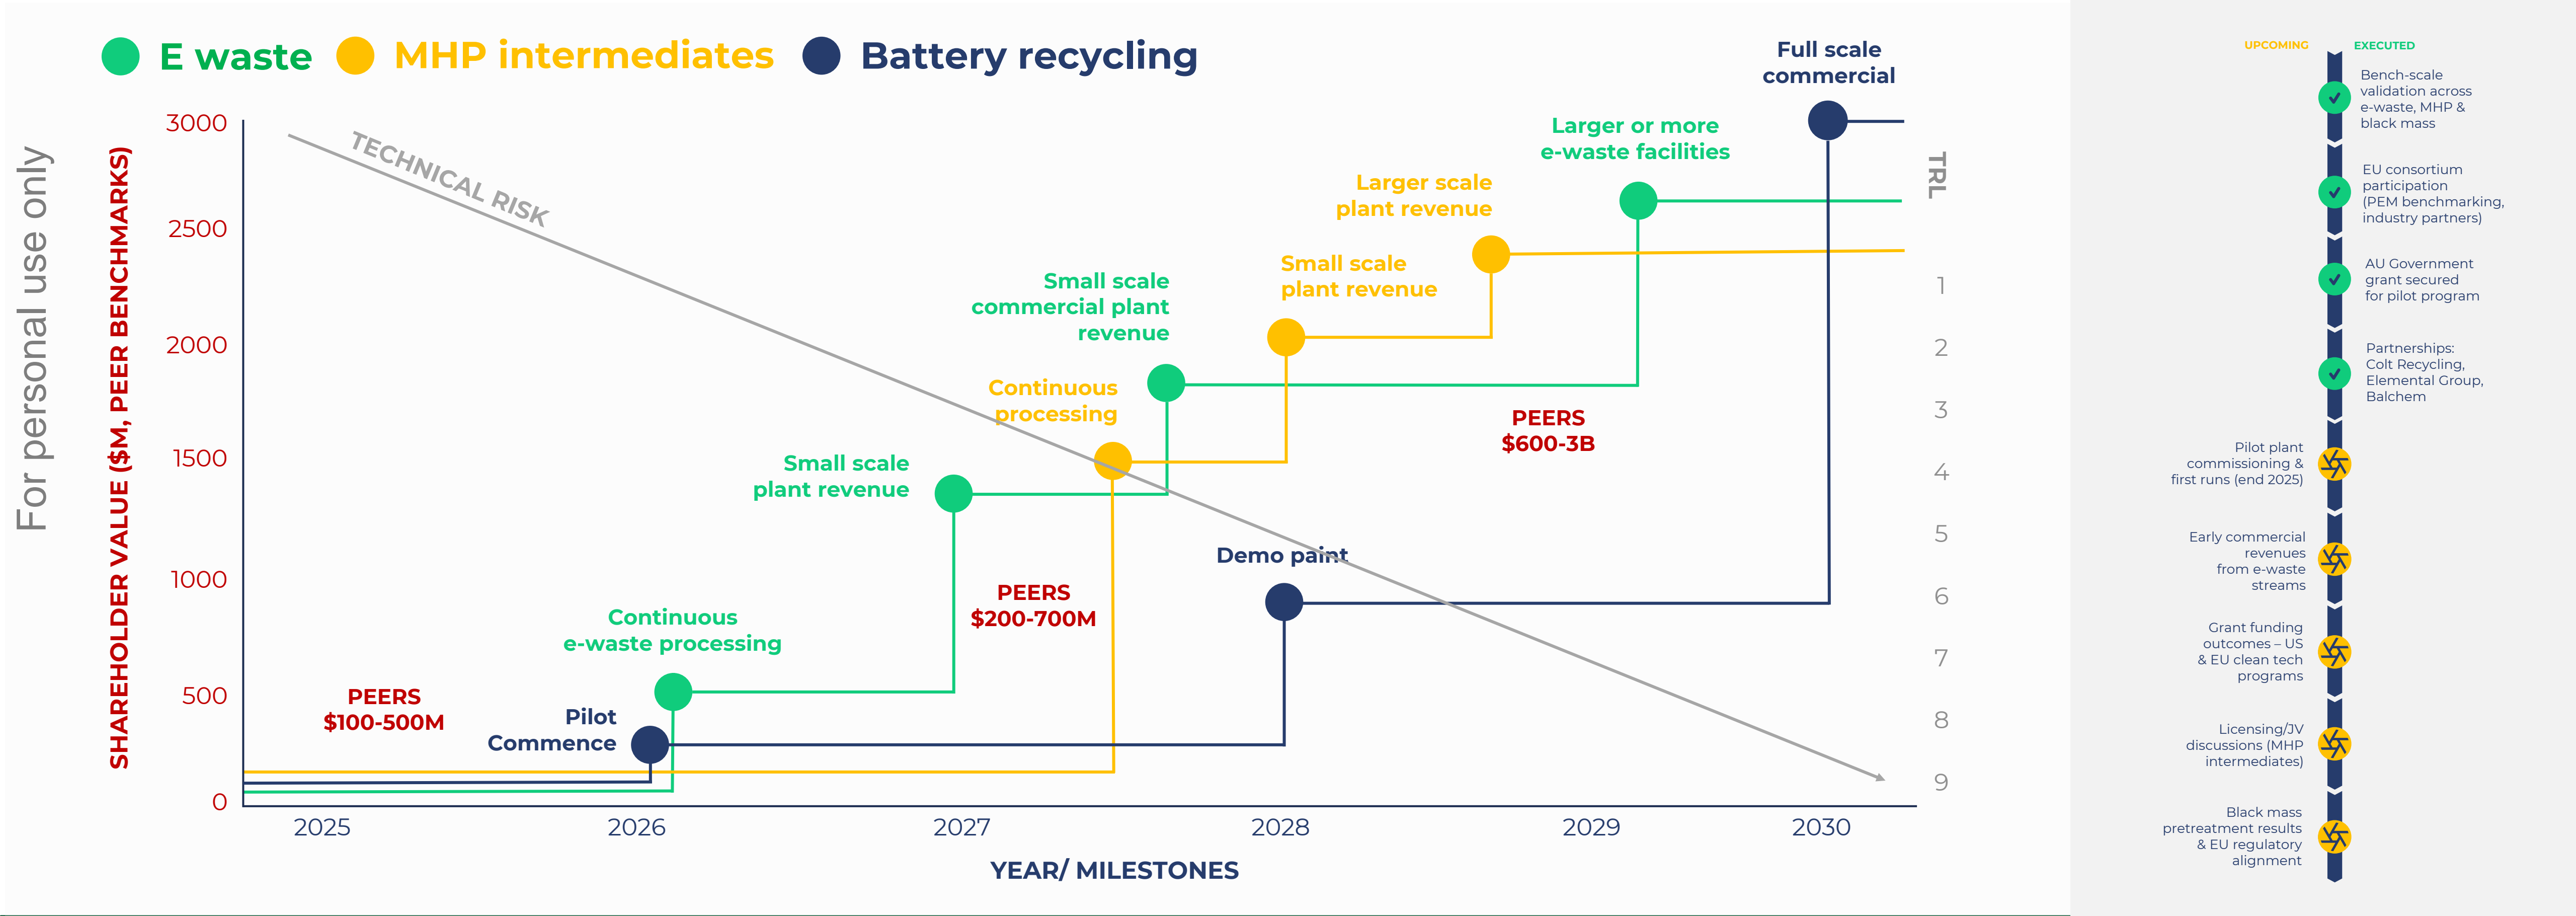 For personal use only
E waste
MHP intermediates
Battery recycling
SHAREHOLDER VALUE ($M, PEER BENCHMARKS)
3000
2500
2000
1500
1000
500
0
TECHNICAL RISK
PEERS
$100-500M
Pilot
Commence
Continuous
e-waste processing
Small scale
plant revenue
PEERS
$200-700M
Continuous
processing
Small scale
commercial plant
revenue
Demo paint
Small scale
plant revenue
Larger scale
plant revenue
PEERS
$600-3B
Larger or more
e-waste facilities
Full scale
commercial
TRL
1
2
3
4
5
6
7
8
9
2025
2026
2027
2028
2029
2030
YEAR/ MILESTONES
UPCOMING
EXECUTED
Bench-scale
validation across
e-waste, MHP &
black mass
EU consortium
participation
(PEM benchmarking,
industry partners)
AU Government
grant secured
for pilot program
Partnerships:
Colt Recycling,
Elemental Group,
Balchem
Pilot plant
commissioning &
first runs (end 2025)
Early commercial
revenues
from e-waste
streams
Grant funding
outcomes – US
& EU clean tech
programs
Licensing/JV
discussions (MHP
intermediates)
Black mass
pretreatment results
& EU regulatory
alignment